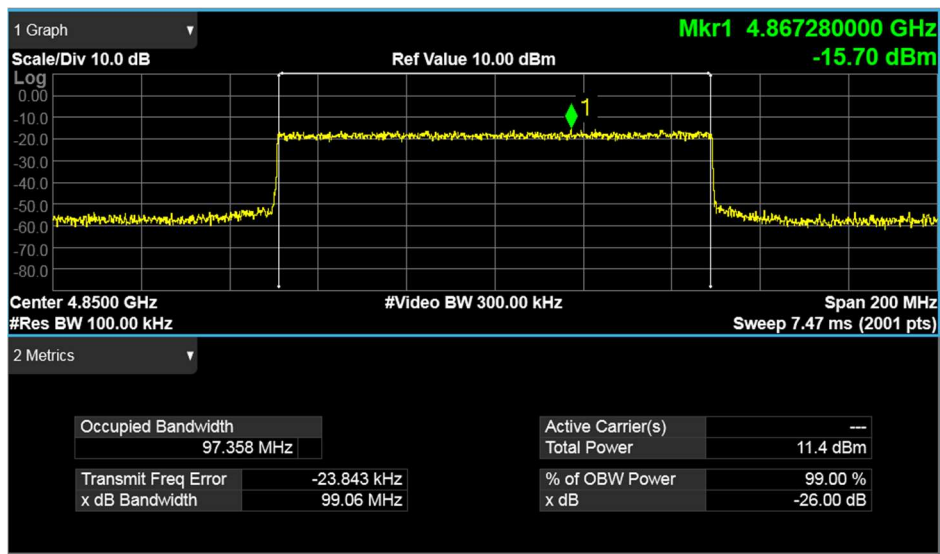 1 Graph
Mkr1 4.867280000 GHz
Scale/Div 10.0 dB
Ref Value 10.00 dBm
-15.70 dBm
Log
0.00
-10.0
-20.0
-30.0
-40.0
-50.0
-60.0
-70.0
-80.0
1
Center 4.8500 GHz
#Video BW 300.00 kHz
Span 200 MHz
#Res BW 100.00 kHz
Sweep 7.47 ms (2001 pts)
2 Metrics
Occupied Bandwidth
97.358 MHz
Transmit Freq Error -23.843 kHz
x dB Bandwidth 99.06 MHz
Active Carrier(s) ---
Total Power 11.4 dBm
% of OBW Power 99.00 %
x dB -26.00 dB